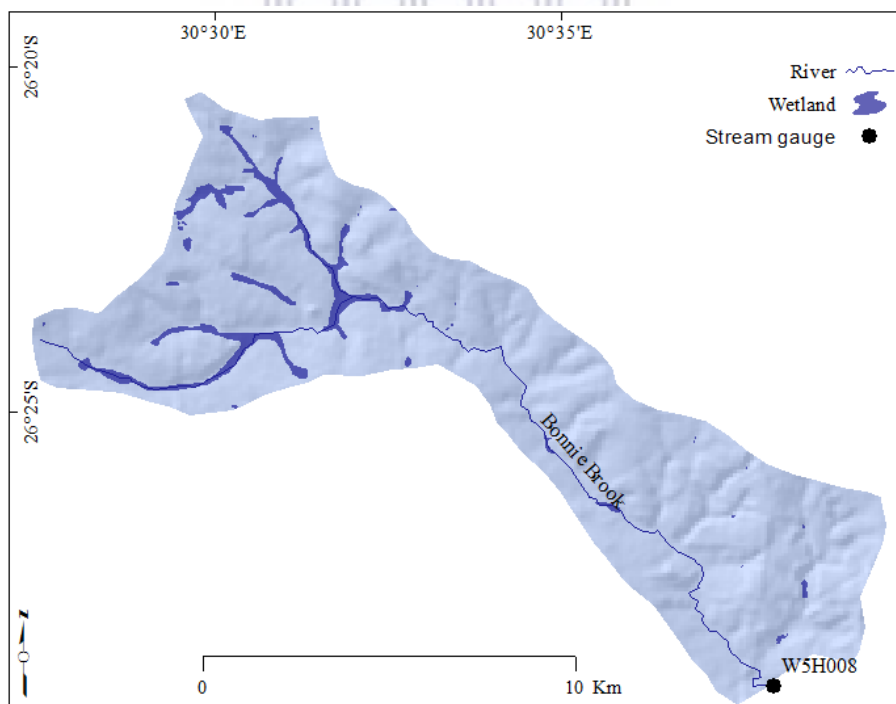 30°30'E 30°35'E
26°20'S
River
Wetland
Stream gauge
26°25'S
Bonnie Brook
W5H008
0 10 Km